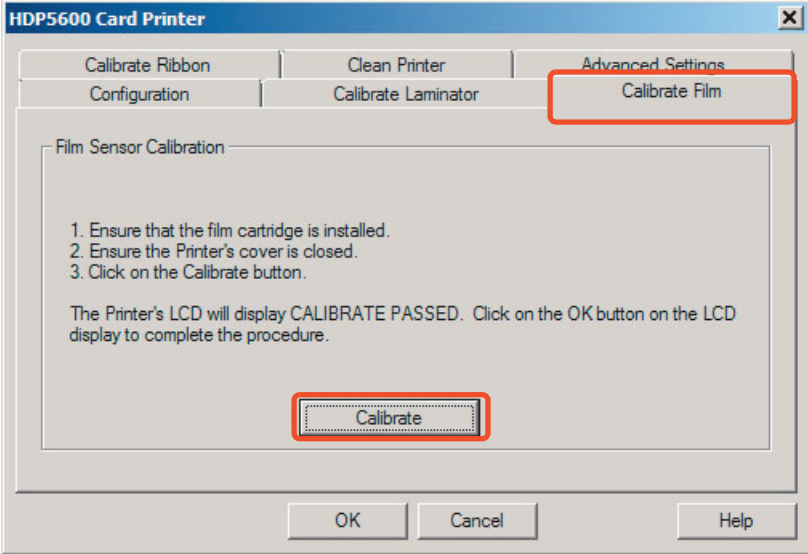 HDP5600 Card Printer
Calibrate Ribbon
Clean Printer
Advanced Settings
Configuration
Calibrate Laminator
Calibrate Film
Film Sensor Calibration
1. Ensure that the film cartridge is installed.
2. Ensure the Printer's cover is closed.
3. Click on the Calibrate button.
The Printer's LCD will display CALIBRATE PASSED.  Click on the OK button on the LCD
display to complete the procedure.
Calibrate
OK
Cancel
Help